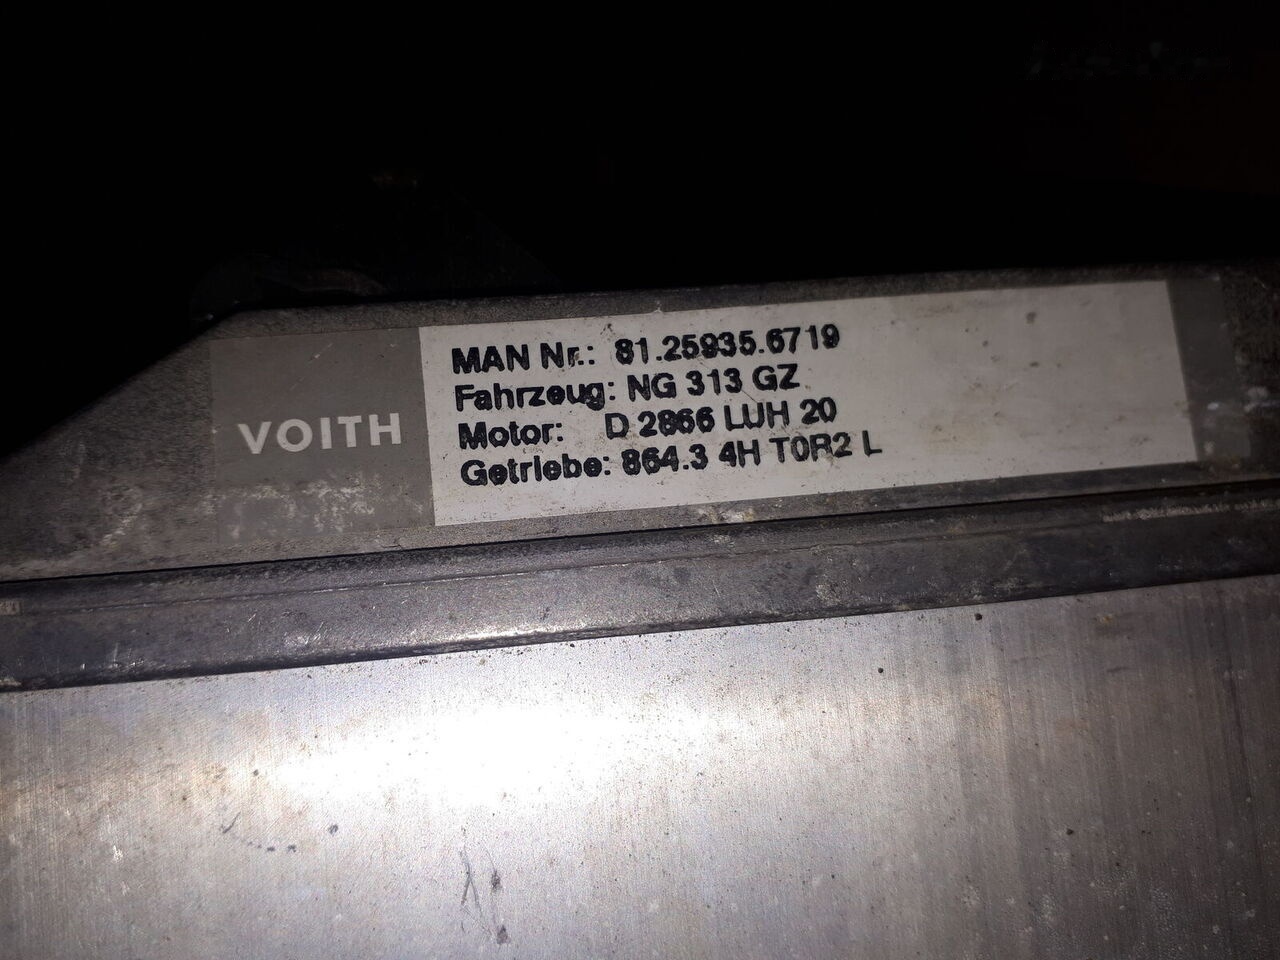 VOITH
MAN Nr.: 81.25935.6719
Fahrzeug: NG 313 GZ
Motor: D 2866 LUH 20
Getriebe: 864.3 4H T0R2 L